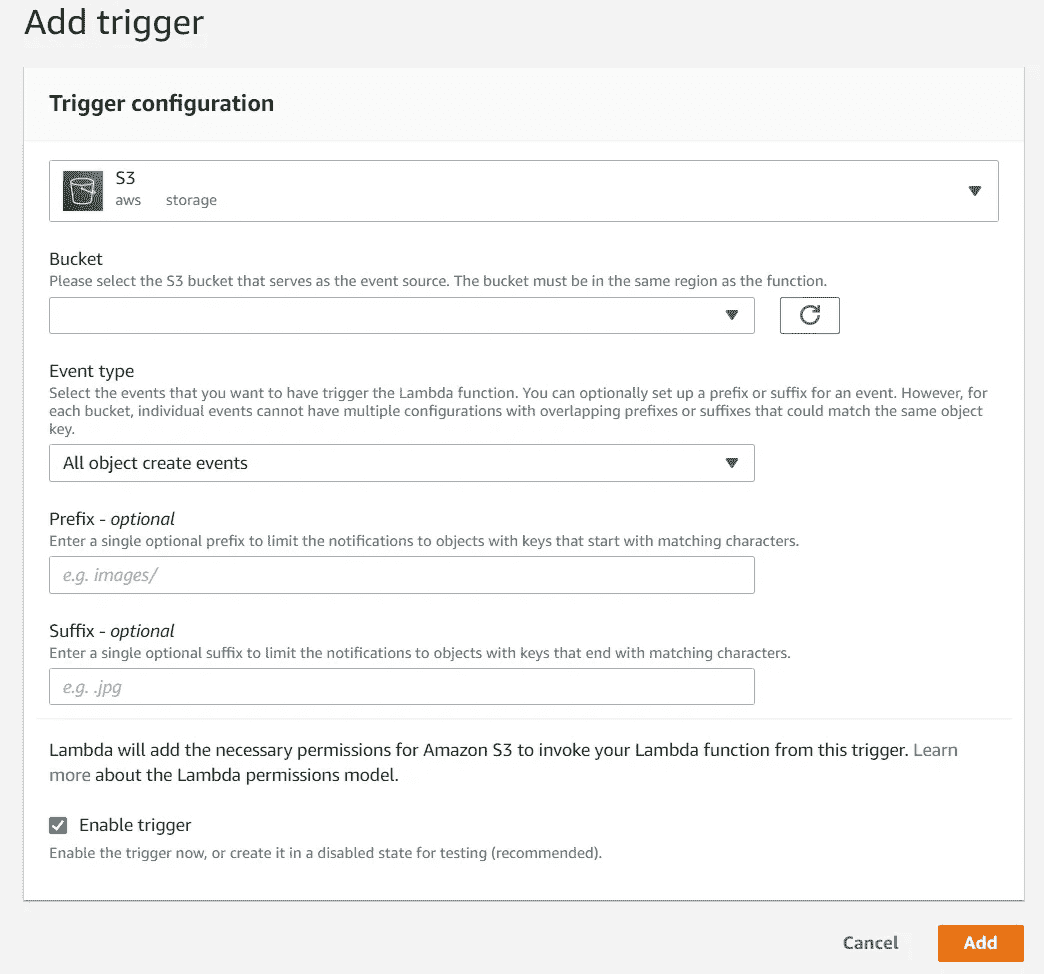 Add trigger
Trigger configuration
S3
aws storage
Bucket
Please select the S3 bucket that serves as the event source. The bucket must be in the same region as the function.
Event type
Select the events that you want to have trigger the Lambda function. You can optionally set up a prefix or suffix for an event. However, for
each bucket, individual events cannot have multiple configurations with overlapping prefixes or suffixes that could match the same object
key.
All object create events
Prefix - optional
Enter a single optional prefix to limit the notifications to objects with keys that start with matching characters.
e.g. images/
Suffix - optional
Enter a single optional suffix to limit the notifications to objects with keys that end with matching characters.
e.g. .jpg
Lambda will add the necessary permissions for Amazon S3 to invoke your Lambda function from this trigger. Learn
more about the Lambda permissions model.
Enable trigger
Enable the trigger now, or create it in a disabled state for testing (recommended).
Cancel Add